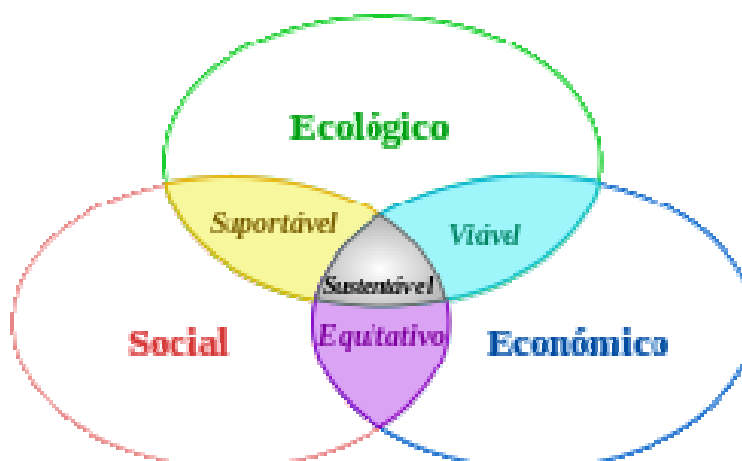 Ecológico
Suportável
Viável
Sustentável
Social
Equitativo
Económico